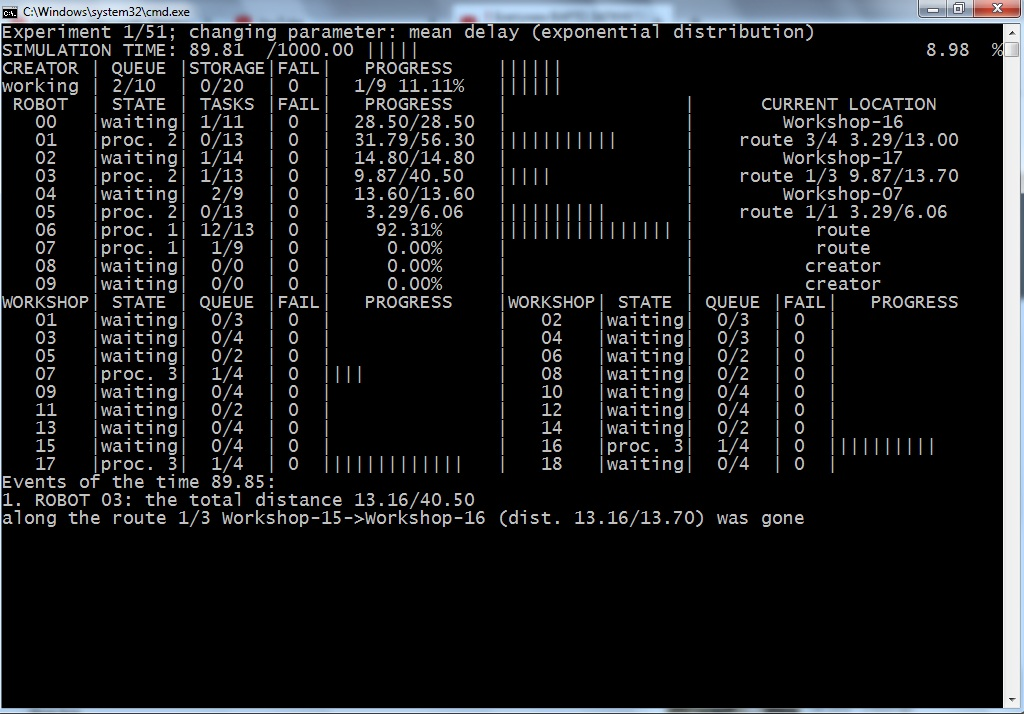 C:\Windows\system32\cmd.exe
Experiment 1/51; changing parameter: mean delay (exponential distribution)
SIMULATION TIME: 89.81 /1000.00 ||||| 8.98 %
CREATOR | QUEUE |STORAGE|FAIL| PROGRESS ||||||
working | 2/10 | 0/20 | 0 | 1/9 11.11% ||||||
ROBOT | STATE | TASKS |FAIL| PROGRESS | | CURRENT LOCATION
00 |waiting| 1/11 | 0 | 28.50/28.50 | | Workshop-16
01 |proc. 2| 0/13 | 0 | 31.79/56.30 ||||||||||| | route 3/4 3.29/13.00
02 |waiting| 1/14 | 0 | 14.80/14.80 | | Workshop-17
03 |proc. 2| 1/13 | 0 | 9.87/40.50 ||||| | route 1/3 9.87/13.70
04 |waiting| 2/9 | 0 | 13.60/13.60 | | Workshop-07
05 |proc. 2| 0/13 | 0 | 3.29/6.06 |||||||||| | route 1/1 3.29/6.06
06 |proc. 1| 12/13 | 0 | 92.31% |||||||||||||||| | route
07 |proc. 1| 1/9 | 0 | 0.00% | | route
08 |waiting| 0/0 | 0 | 0.00% | | creator
09 |waiting| 0/0 | 0 | 0.00% | | creator
WORKSHOP| STATE | QUEUE |FAIL| PROGRESS |WORKSHOP| STATE | QUEUE |FAIL| PROGRESS
01 |waiting| 0/3 | 0 | | 02 |waiting| 0/3 | 0 |
03 |waiting| 0/4 | 0 | | 04 |waiting| 0/3 | 0 |
05 |waiting| 0/2 | 0 | | 06 |waiting| 0/2 | 0 |
07 |proc. 3| 1/4 | 0 |||| | 08 |waiting| 0/2 | 0 |
09 |waiting| 0/4 | 0 | | 10 |waiting| 0/4 | 0 |
11 |waiting| 0/2 | 0 | | 12 |waiting| 0/4 | 0 |
13 |waiting| 0/4 | 0 | | 14 |waiting| 0/2 | 0 |
15 |waiting| 0/4 | 0 | | 16 |proc. 3| 1/4 | 0 ||||||||||
17 |proc. 3| 1/4 | 0 |||||||||||||| | 18 |waiting| 0/4 | 0 |
Events of the time 89.85:
1. ROBOT 03: the total distance 13.16/40.50
along the route 1/3 Workshop-15->Workshop-16 (dist. 13.16/13.70) was gone